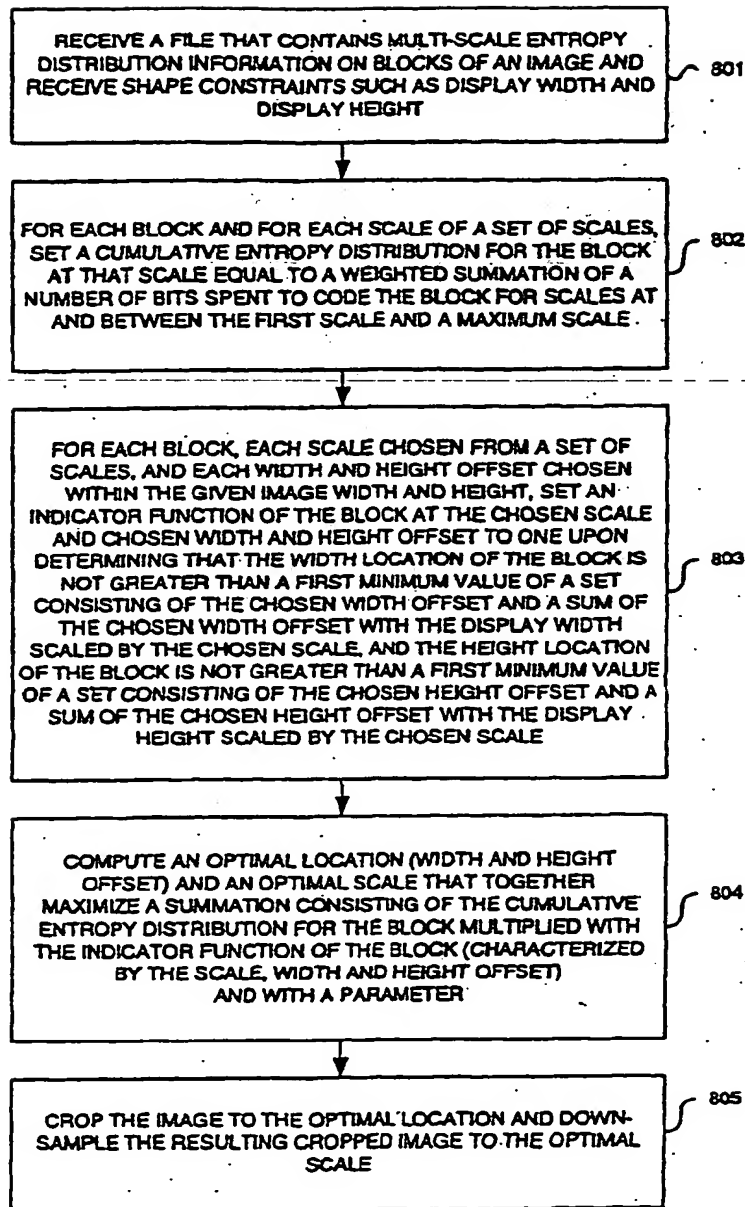 RECEIVE A FILE THAT CONTAINS MULTI-SCALE ENTROPY
DISTRIBUTION INFORMATION ON BLOCKS OF AN IMAGE AND
RECEIVE SHAPE CONSTRAINTS SUCH AS DISPLAY WIDTH AND
DISPLAY HEIGHT
801
FOR EACH BLOCK AND FOR EACH SCALE OF A SET OF SCALES,
SET A CUMULATIVE ENTROPY DISTRIBUTION FOR THE BLOCK
AT THAT SCALE EQUAL TO A WEIGHTED SUMMATION OF A
NUMBER OF BITS SPENT TO CODE THE BLOCK FOR SCALES AT
AND BETWEEN THE FIRST SCALE AND A MAXIMUM SCALE.
802
FOR EACH BLOCK, EACH SCALE CHOSEN FROM A SET OF
SCALES, AND EACH WIDTH AND HEIGHT OFFSET CHOSEN
WITHIN THE GIVEN IMAGE WIDTH AND HEIGHT, SET AN
INDICATOR FUNCTION OF THE BLOCK AT THE CHOSEN SCALE
AND CHOSEN WIDTH AND HEIGHT OFFSET TO ONE UPON
DETERMINING THAT THE WIDTH LOCATION OF THE BLOCK IS
NOT GREATER THAN A FIRST MINIMUM VALUE OF A SET
CONSISTING OF THE CHOSEN WIDTH OFFSET AND A SUM OF
THE CHOSEN WIDTH OFFSET WITH THE DISPLAY WIDTH
SCALED BY THE CHOSEN SCALE, AND THE HEIGHT LOCATION
OF THE BLOCK IS NOT GREATER THAN A FIRST MINIMUM VALUE
OF A SET CONSISTING OF THE CHOSEN HEIGHT OFFSET AND A
SUM OF THE CHOSEN HEIGHT OFFSET WITH THE DISPLAY
HEIGHT SCALED BY THE CHOSEN SCALE
803
COMPUTE AN OPTIMAL LOCATION (WIDTH AND HEIGHT
OFFSET) AND AN OPTIMAL SCALE THAT TOGETHER
MAXIMIZE A SUMMATION CONSISTING OF THE CUMULATIVE
ENTROPY DISTRIBUTION FOR THE BLOCK MULTIPLIED WITH
THE INDICATOR FUNCTION OF THE BLOCK (CHARACTERIZED
BY THE SCALE, WIDTH AND HEIGHT OFFSET)
AND WITH A PARAMETER
804
CROP THE IMAGE TO THE OPTIMAL LOCATION AND DOWN-
SAMPLE THE RESULTING CROPPED IMAGE TO THE OPTIMAL
SCALE
805